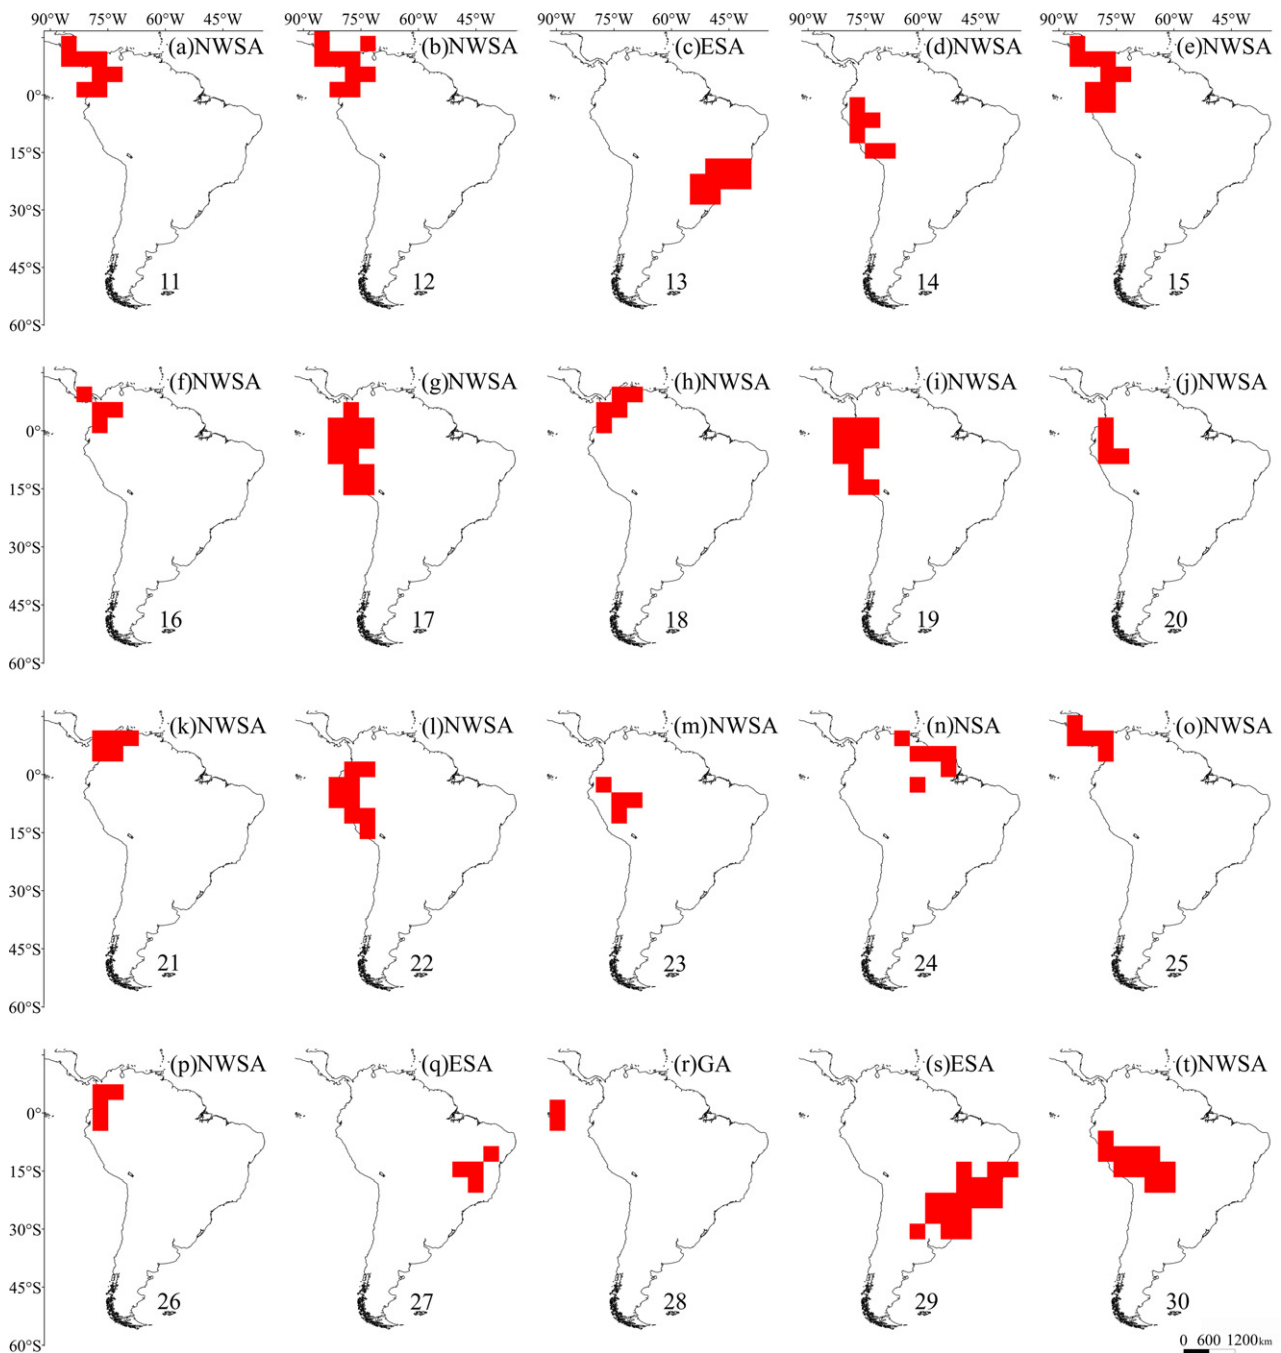 90°W 75°W 60°W 45°W 90°W 75°W 60°W 45°W 90°W 75°W 60°W 45°W 90°W 75°W 60°W 45°W 90°W 75°W 60°W 45°W
(a)NWSA (b)NWSA (c)ESA (d)NWSA (e)NWSA
0°
15°S
30°S
45°S
11 12 13 14 15
60°S
(f)NWSA (g)NWSA (h)NWSA (i)NWSA (j)NWSA
0°
15°S
30°S
45°S
16 17 18 19 20
60°S
(k)NWSA (l)NWSA (m)NWSA (n)NSA (o)NWSA
0°
15°S
30°S
45°S
21 22 23 24 25
60°S
(p)NWSA (q)ESA (r)GA (s)ESA (t)NWSA
0°
15°S
30°S
45°S
26 27 28 29 30
60°S
0 600 1200km